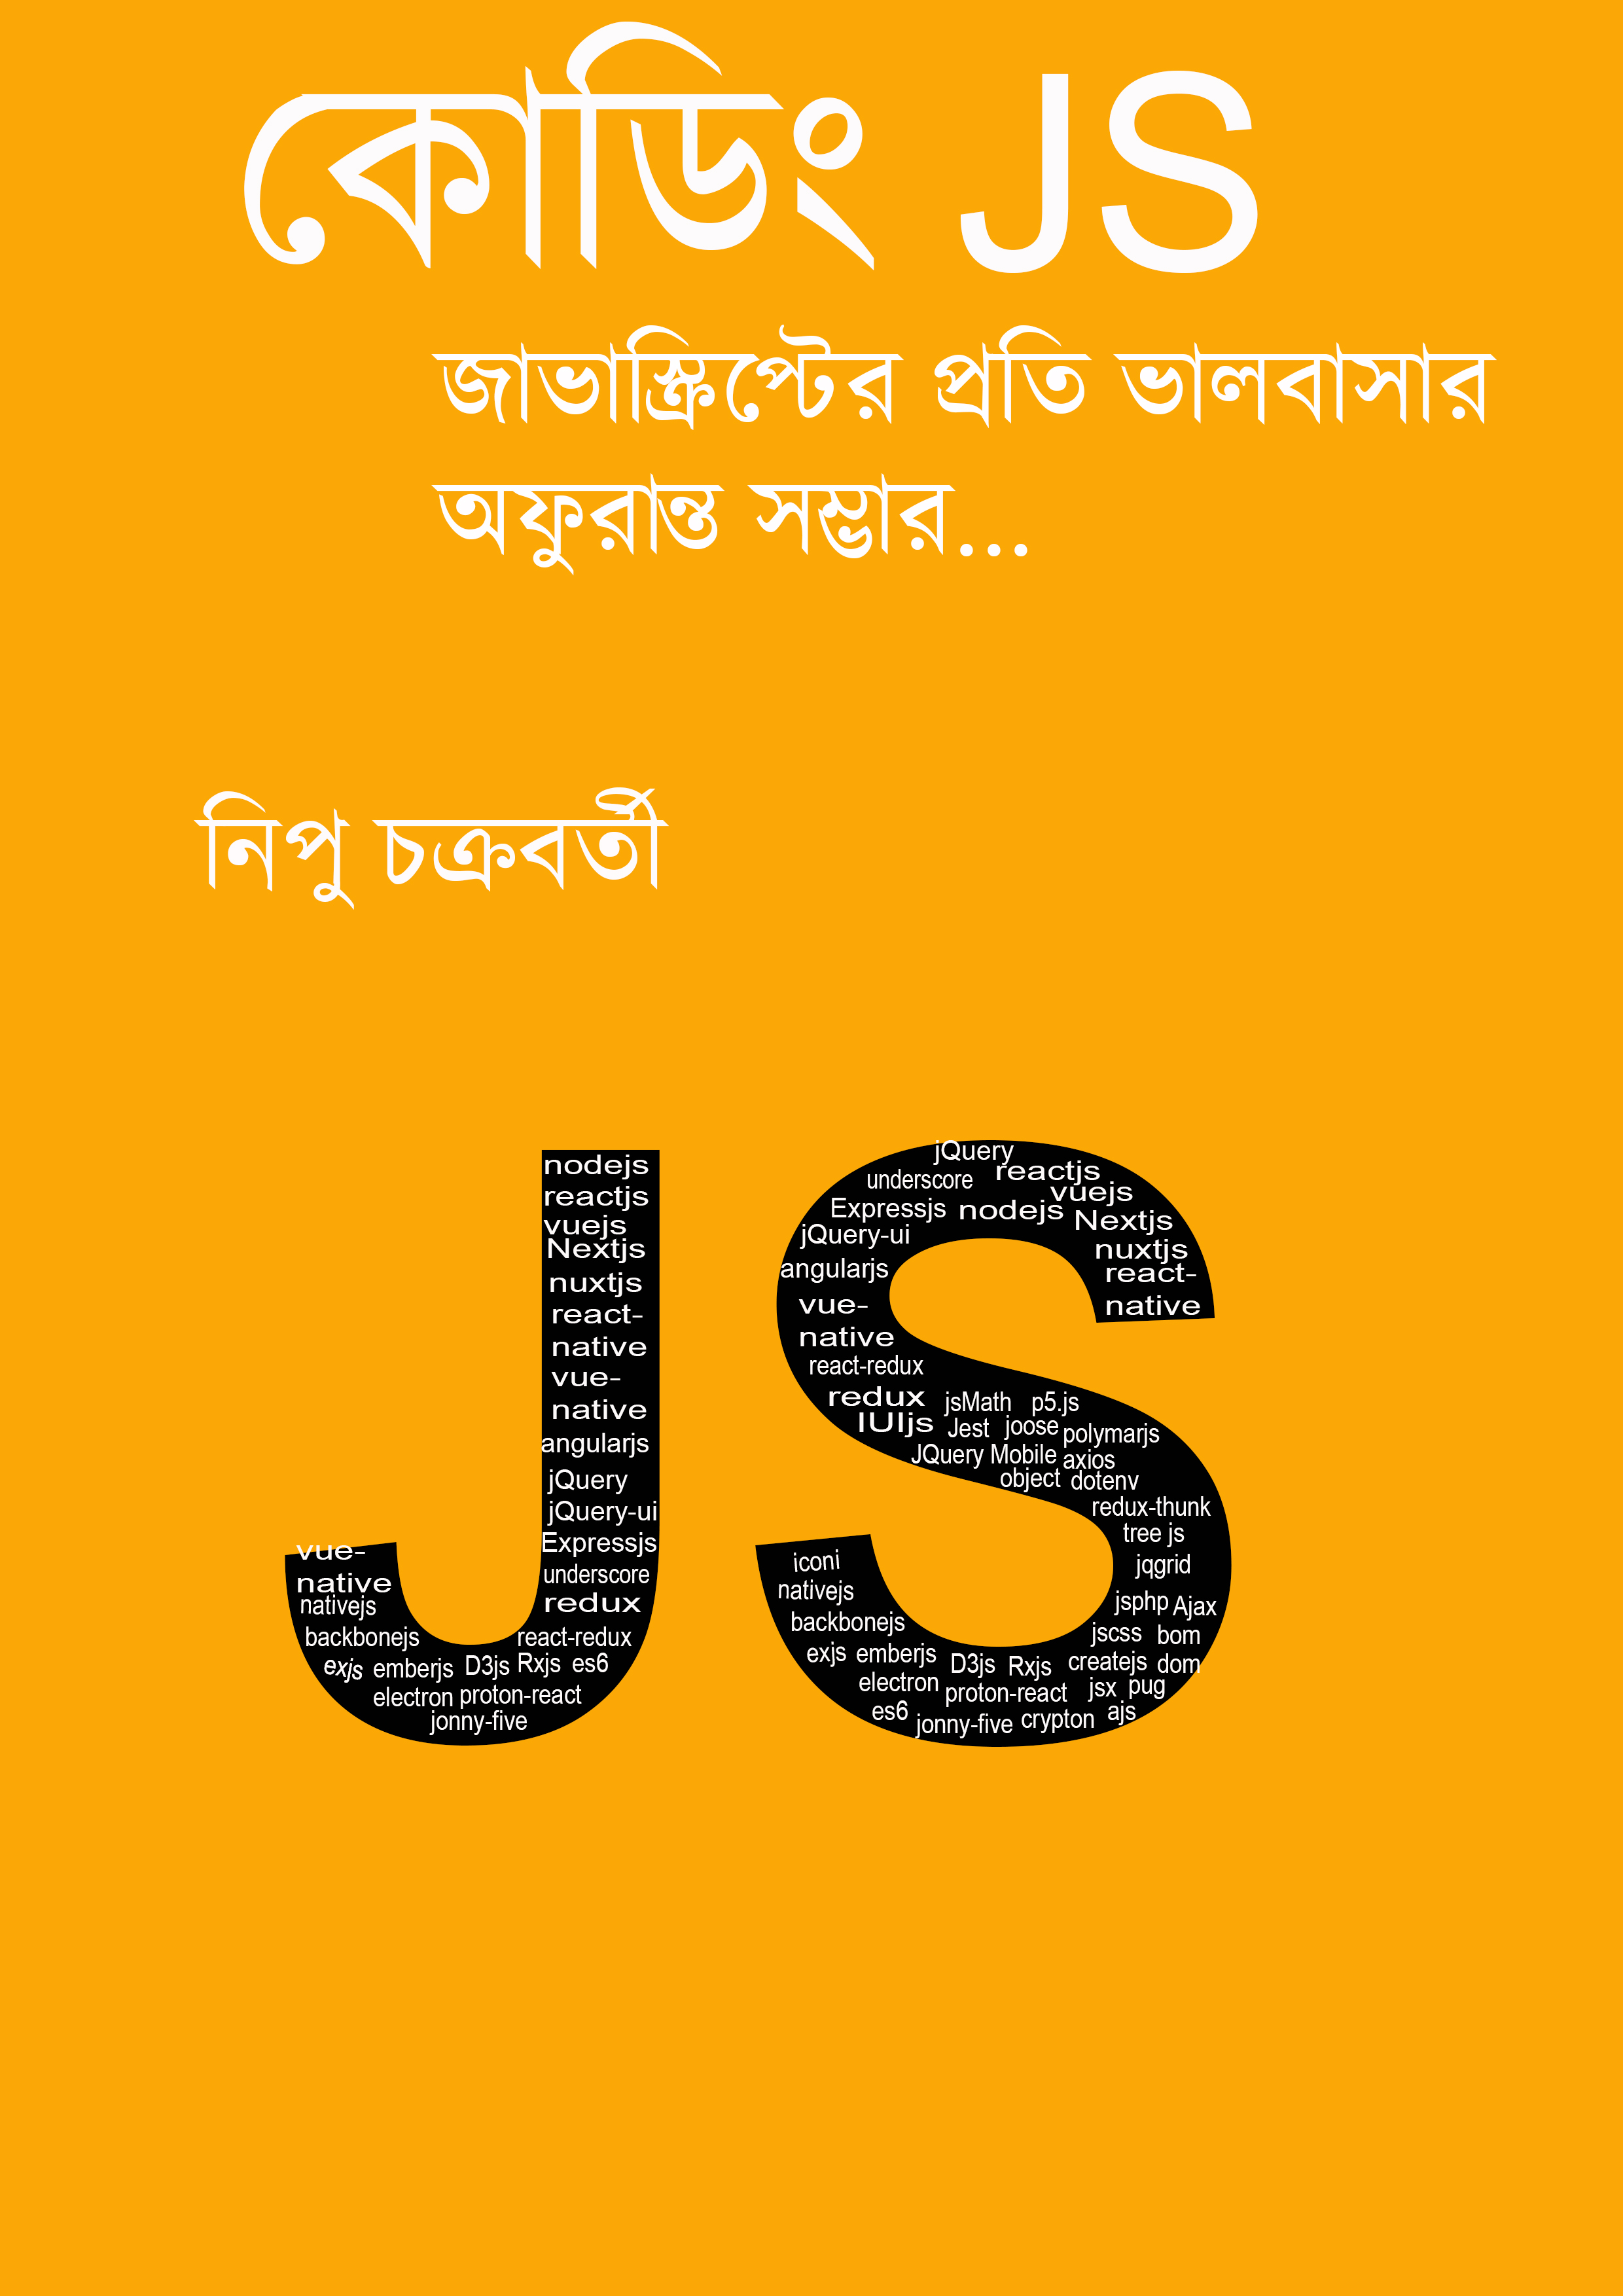 কোডিং JS
জাভাস্ক্রিপ্টের প্রতি ভালবাসার
অফুরান্ত সম্ভার...
নিপু চক্রবর্তী
nodejs
reactjs
vuejs
Nextjs
nuxtjs
react-
native
vue-
native
angularjs
jQuery
jQuery-ui
Expressjs
underscore
redux
vue-
native
nativejs
backbonejs react-redux
exjs emberjs D3js Rxjs es6
electron proton-react
jonny-five
jQuery
underscore reactjs
vuejs
Expressjs nodejs Nextjs
jQuery-ui nuxtjs
angularjs react-
native
vue-
native
react-redux
redux jsMath p5.js
IUIjs Jest joose polymarjs
JQuery Mobile axios
object dotenv
redux-thunk
tree js
jqgrid
iconi
nativejs jsphp Ajax
backbonejs jscss bom
exjs emberjs D3js Rxjs createjs dom
electron proton-react jsx pug
es6 jonny-five crypton ajs